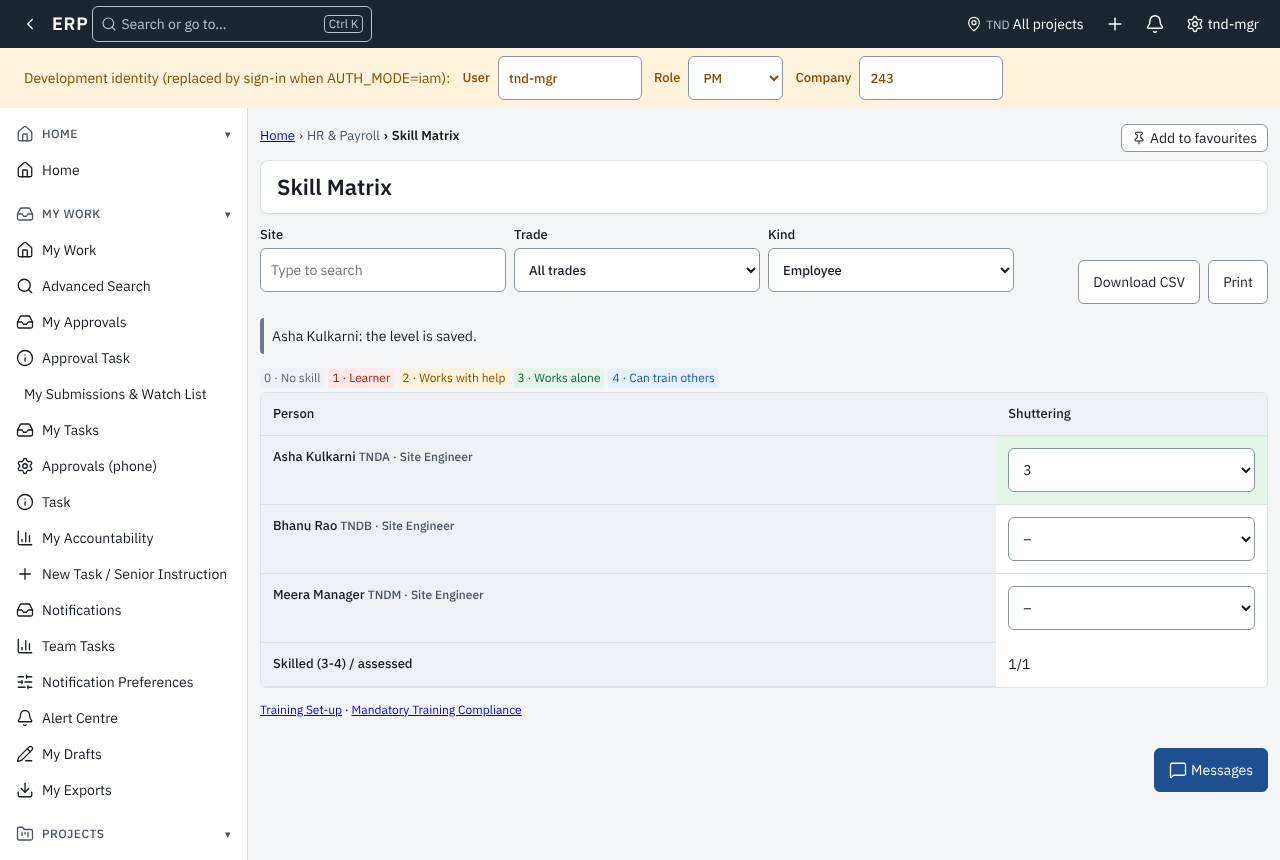 ERP
Search or go to...
Ctrl K
TND All projects
tnd-mgr
Development identity (replaced by sign-in when AUTH_MODE=iam):
User
tnd-mgr
Role
PM
Company
243
HOME
Home
MY WORK
My Work
Advanced Search
My Approvals
Approval Task
My Submissions & Watch List
My Tasks
Approvals (phone)
Task
My Accountability
New Task / Senior Instruction
Notifications
Team Tasks
Notification Preferences
Alert Centre
My Drafts
My Exports
PROJECTS
Home › HR & Payroll › Skill Matrix
Add to favourites
Skill Matrix
Site
Type to search
Trade
All trades
Kind
Employee
Download CSV
Print
Asha Kulkarni: the level is saved.
0 · No skill
1 · Learner
2 · Works with help
3 · Works alone
4 · Can train others
Person
Shuttering
Asha Kulkarni TNDA · Site Engineer
3
Bhanu Rao TNDB · Site Engineer
–
Meera Manager TNDM · Site Engineer
–
Skilled (3-4) / assessed
1/1
Training Set-up · Mandatory Training Compliance
Messages